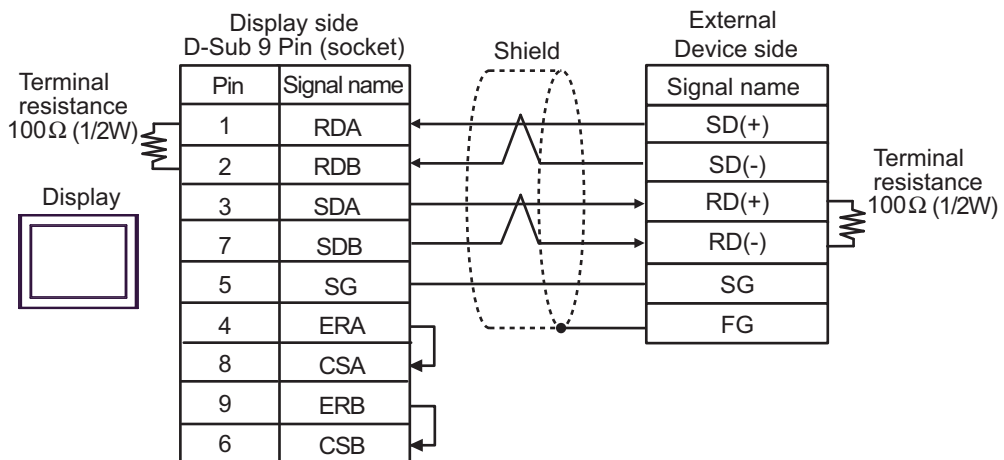 Display side
D-Sub 9 Pin (socket)
Shield
External
Device side
Terminal
resistance
100Ω (1/2W)
Display
Pin Signal name
1 RDA
2 RDB
3 SDA
7 SDB
5 SG
4 ERA
8 CSA
9 ERB
6 CSB
Signal name
SD(+)
SD(-)
RD(+)
RD(-)
SG
FG
Terminal
resistance
100Ω (1/2W)